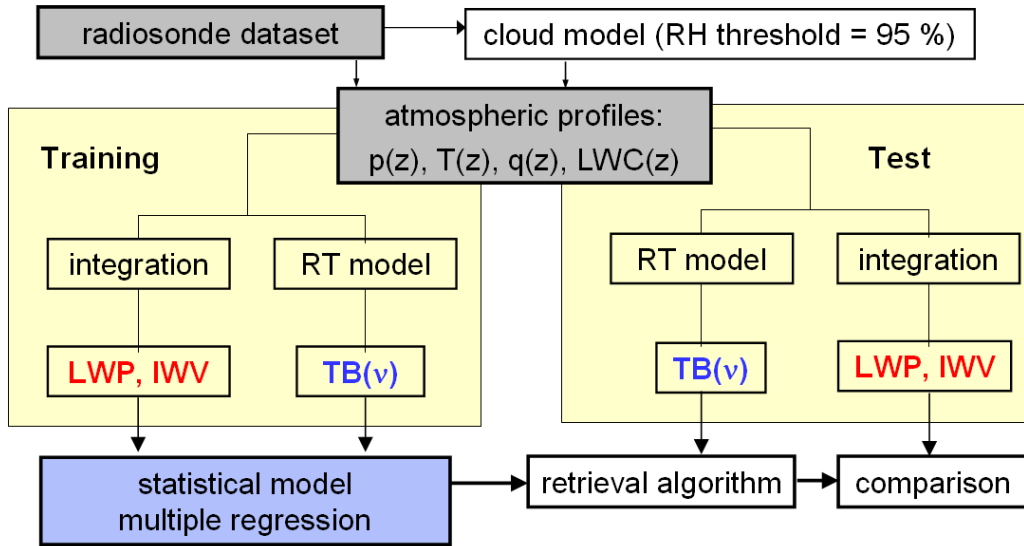 radiosonde dataset
cloud model (RH threshold = 95 %)
atmospheric profiles:
p(z), T(z), q(z), LWC(z)
Training
Test
integration
RT model
RT model
integration
LWP, IWV
TB(ν)
TB(ν)
LWP, IWV
statistical model
multiple regression
retrieval algorithm
comparison